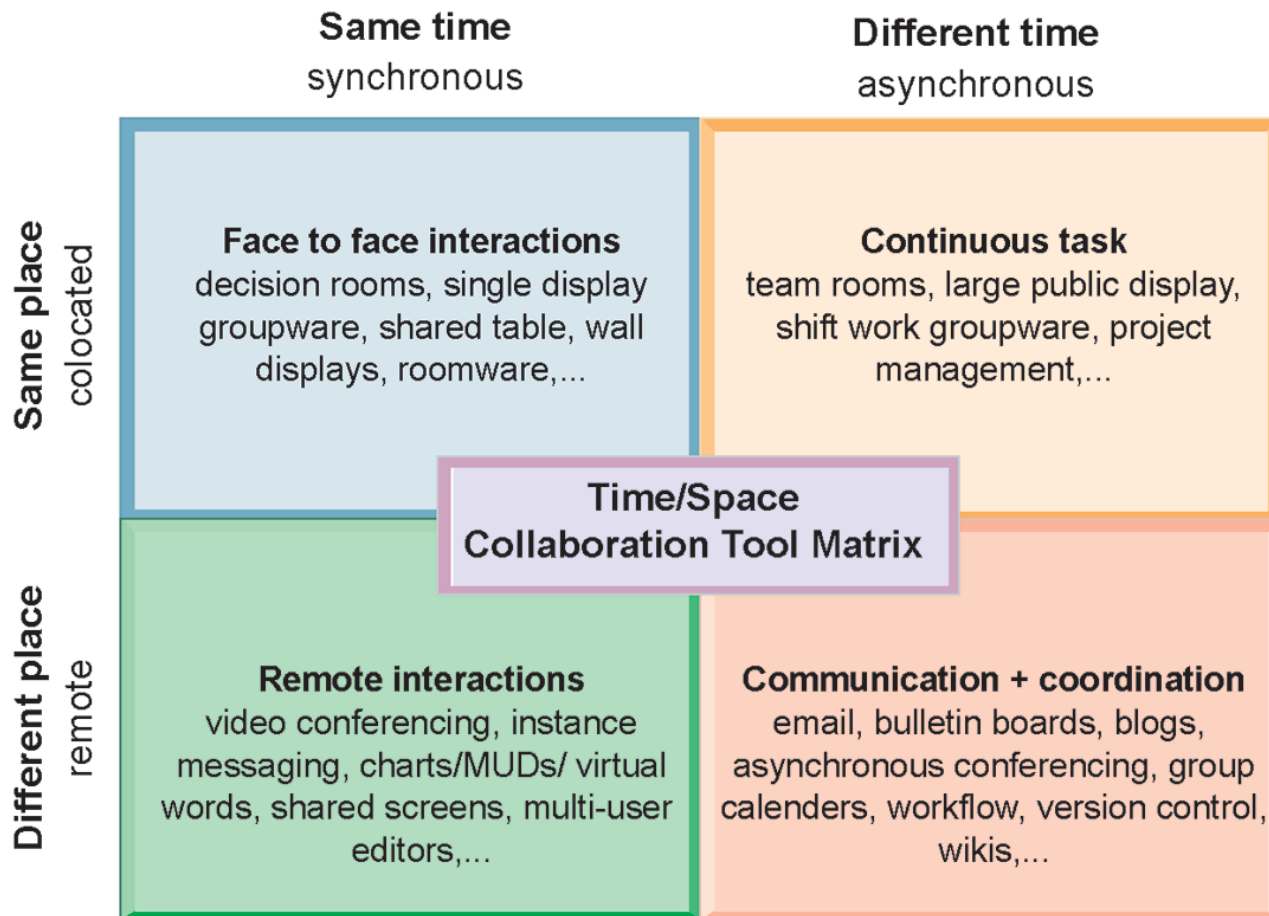 Same time
synchronous
Different time
asynchronous
Same place
colocated
Face to face interactions
decision rooms, single display
groupware, shared table, wall
displays, roomware,...
Continuous task
team rooms, large public display,
shift work groupware, project
management,...
Time/Space
Collaboration Tool Matrix
Different place
remote
Remote interactions
video conferencing, instance
messaging, charts/MUDs/ virtual
words, shared screens, multi-user
editors,...
Communication + coordination
email, bulletin boards, blogs,
asynchronous conferencing, group
calenders, workflow, version control,
wikis,...